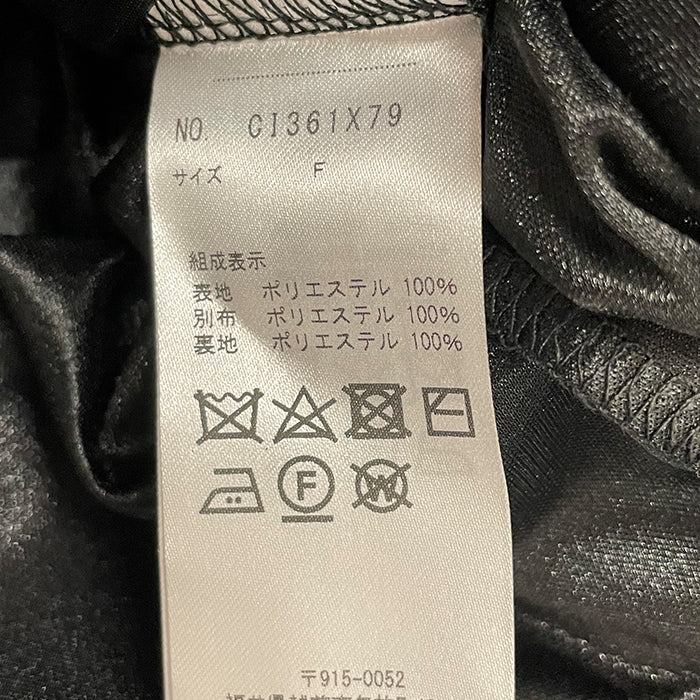 NO. CI361X79
サイズ F
組成表示
表地 ポリエステル 100%
別布 ポリエステル 100%
裏地 ポリエステル 100%
F W
〒915-0052